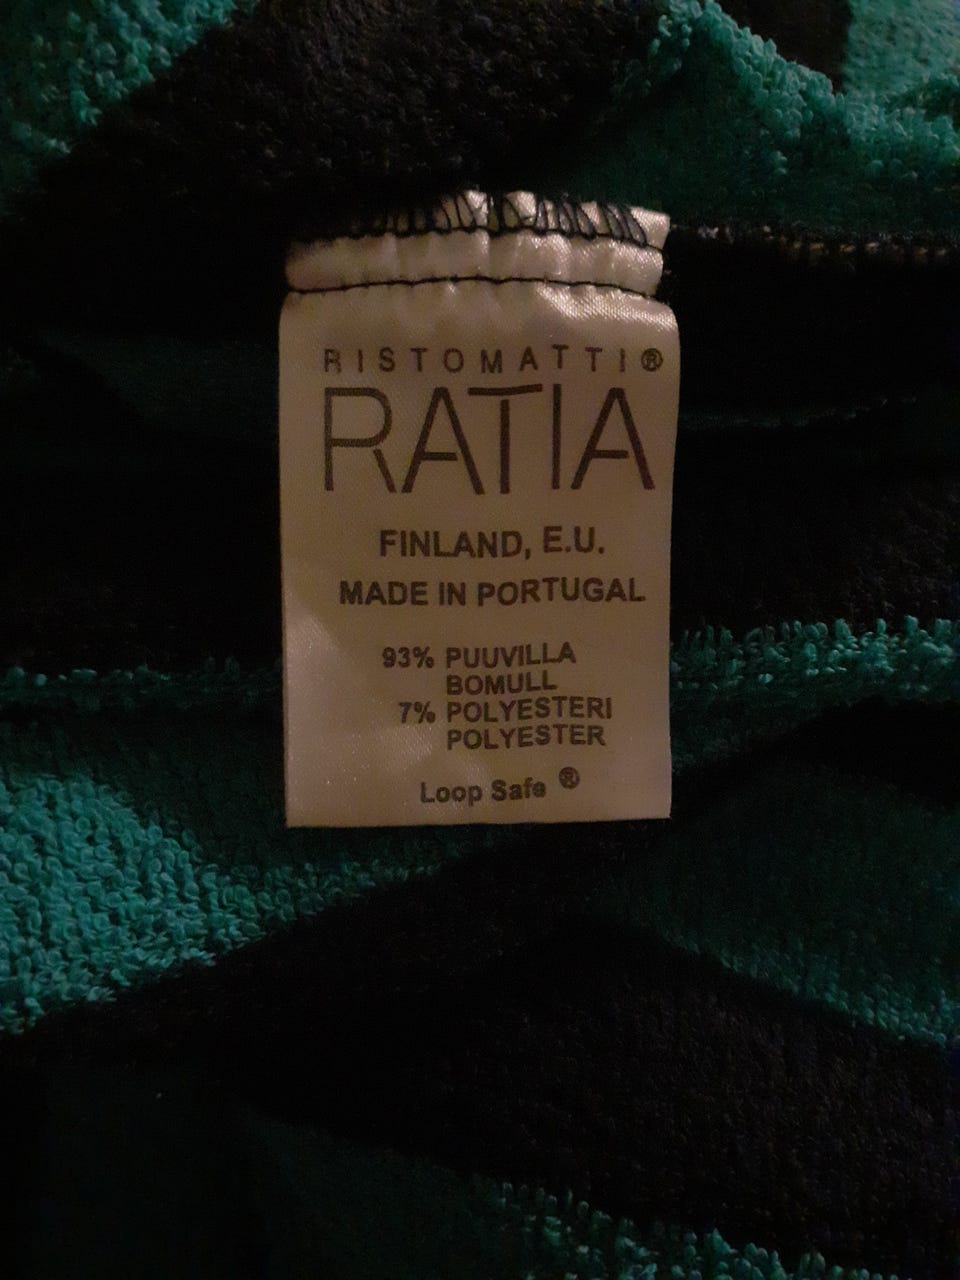 RISTOMATTI®
RATIA
FINLAND, E.U.
MADE IN PORTUGAL
93% PUUVILLA
BOMULL
7% POLYESTERI
POLYESTER
Loop Safe ®